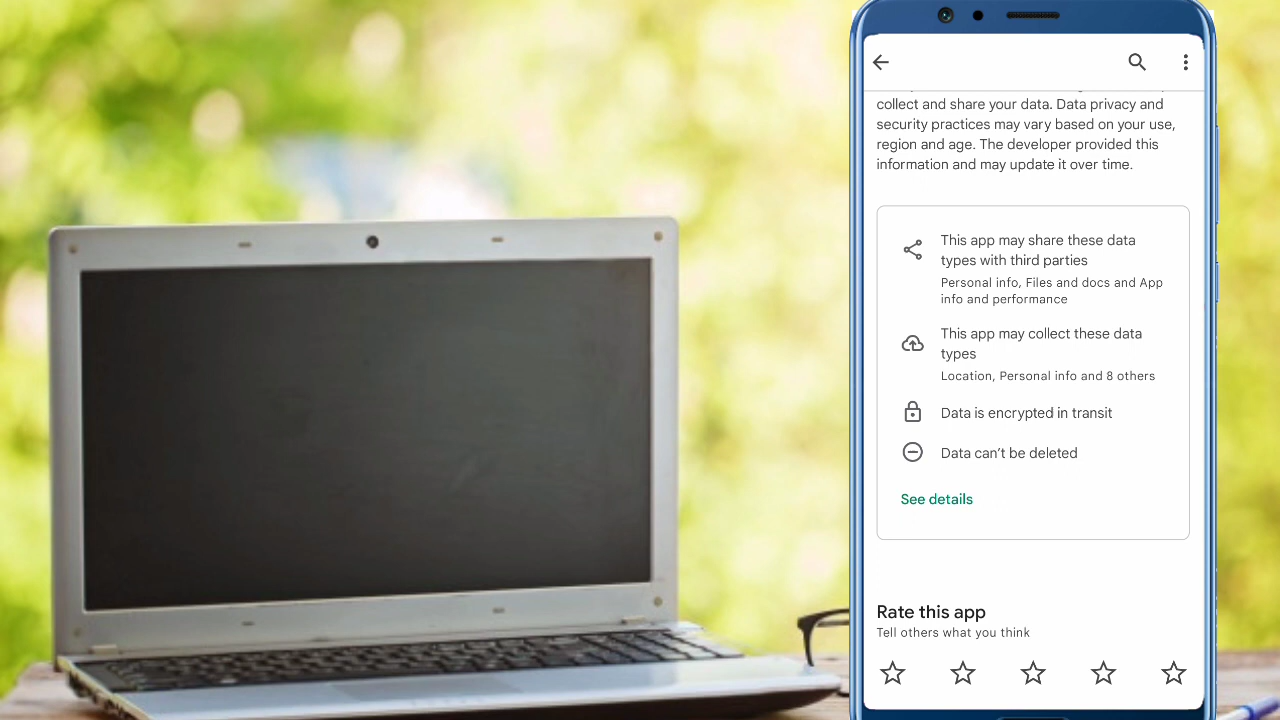 collect and share your data. Data privacy and
security practices may vary based on your use,
region and age. The developer provided this
information and may update it over time.
This app may share these data
types with third parties
Personal info, Files and docs and App
info and performance
This app may collect these data
types
Location, Personal info and 8 others
Data is encrypted in transit
Data can't be deleted
See details
Rate this app
Tell others what you think